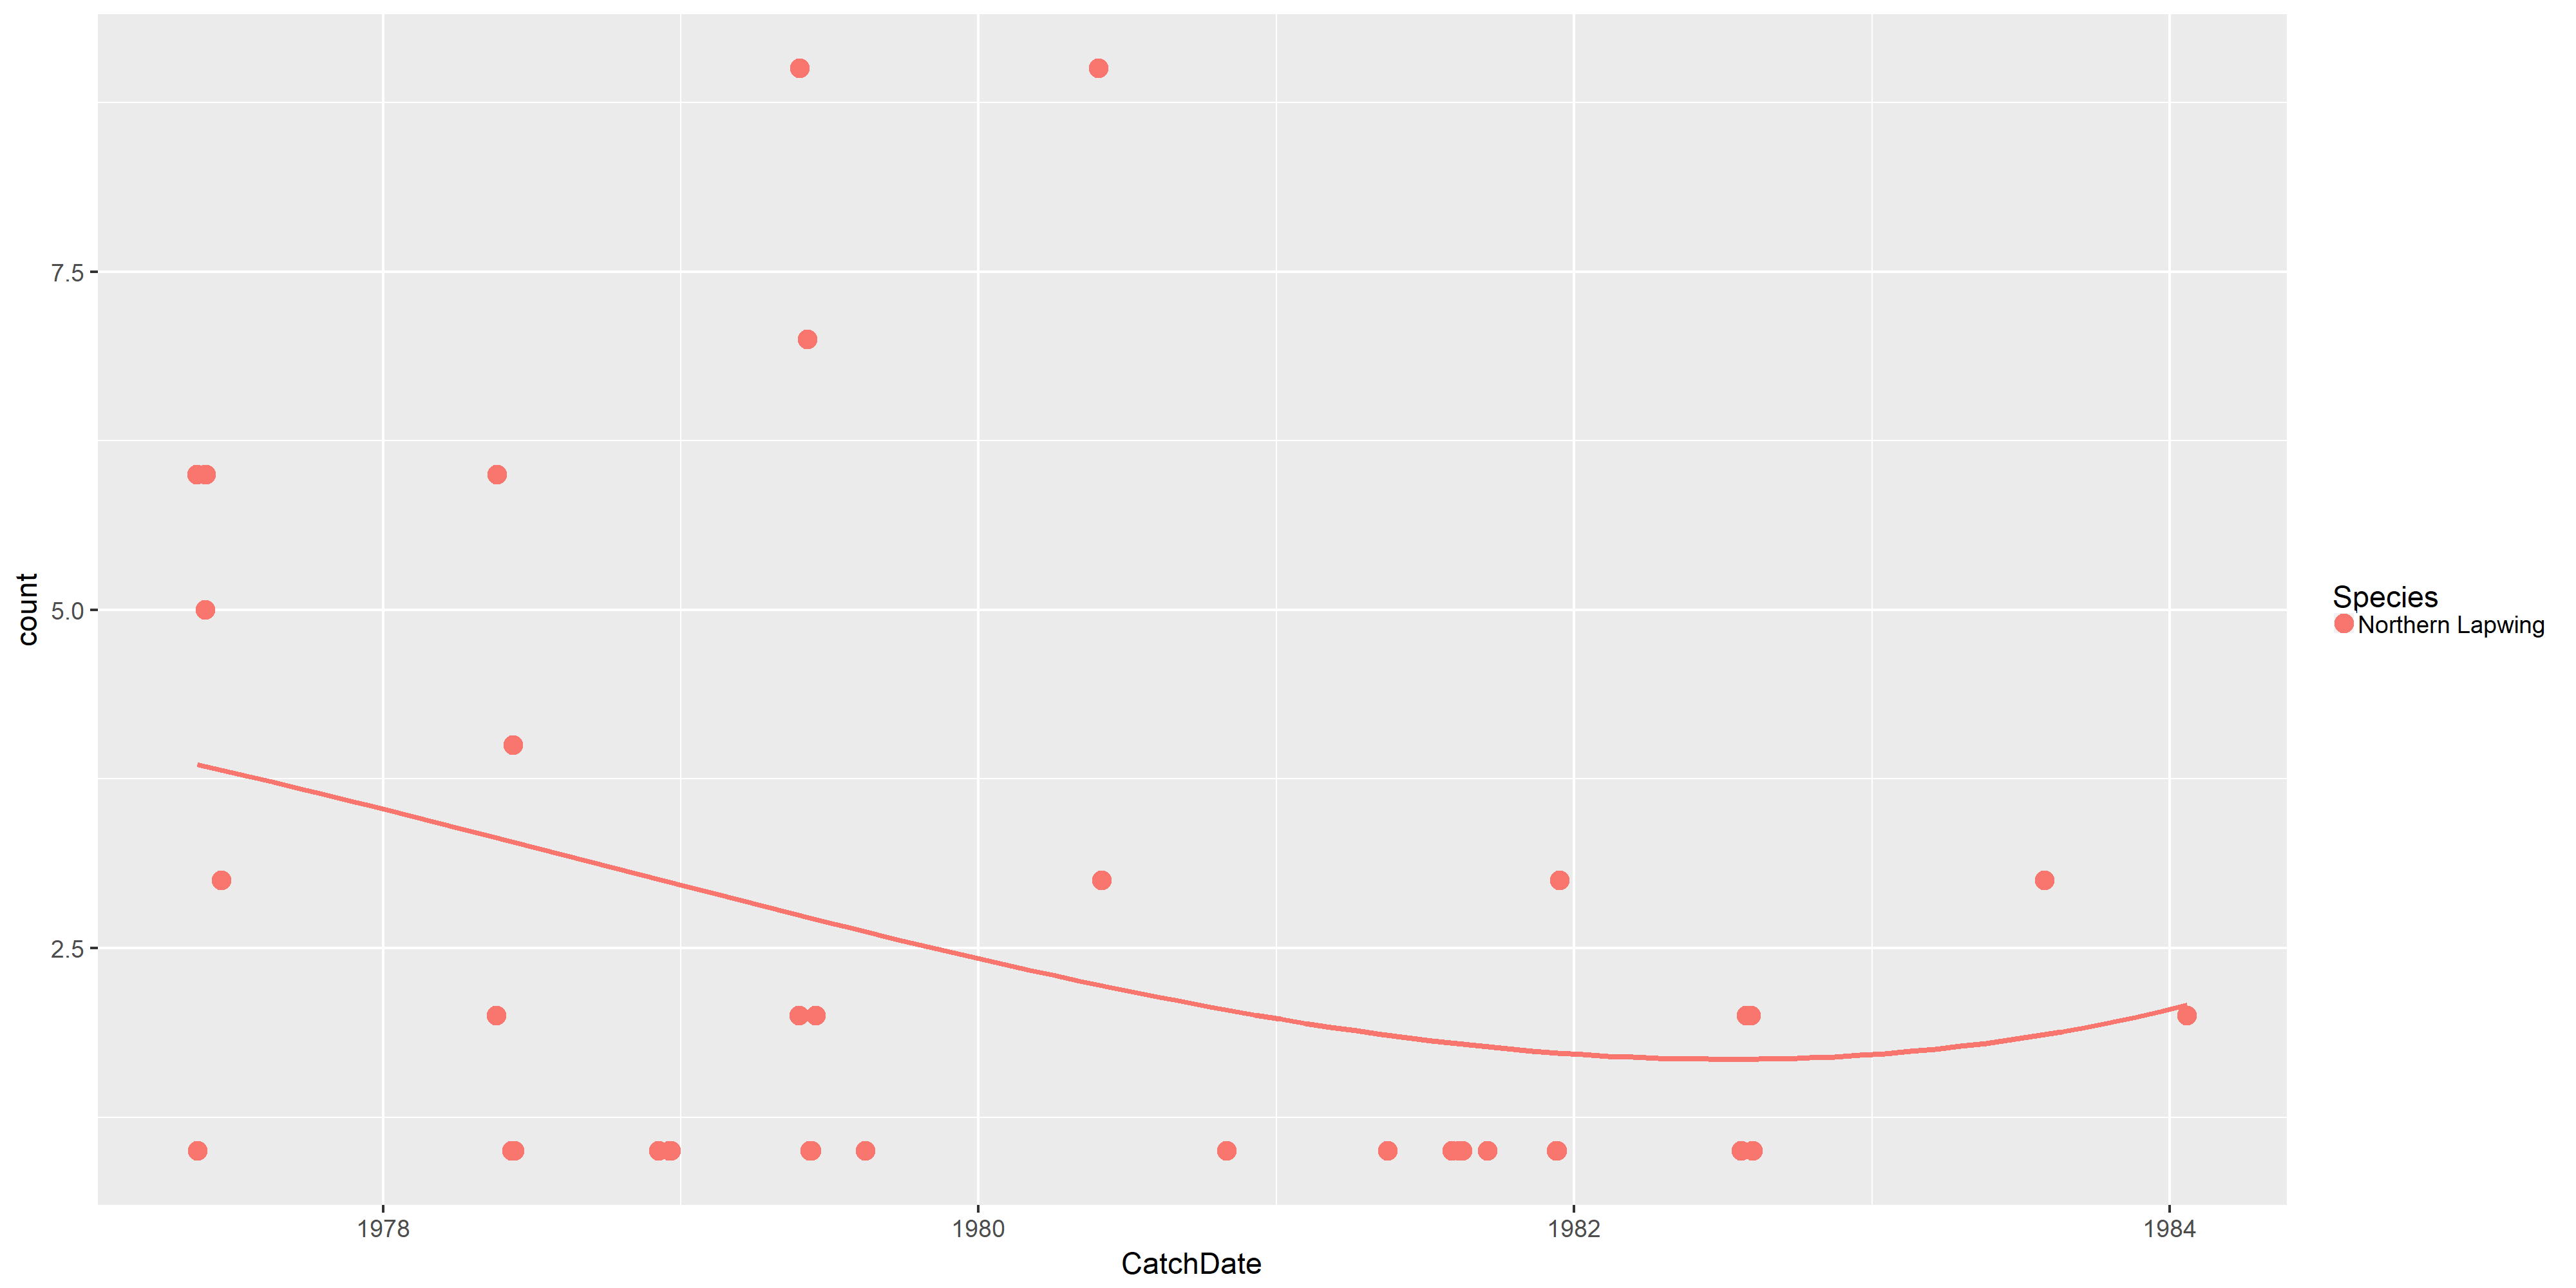 7.5
5.0
2.5
count
1978
1980
1982
1984
CatchDate
Species
Northern Lapwing